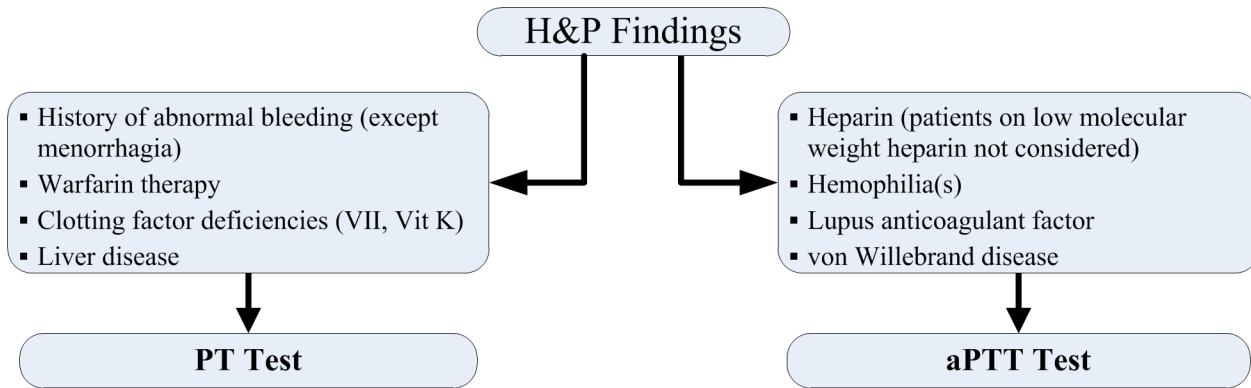 H&P Findings
▪ History of abnormal bleeding (except
menorrhagia)
▪ Warfarin therapy
▪ Clotting factor deficiencies (VII, Vit K)
▪ Liver disease
PT Test
▪ Heparin (patients on low molecular
weight heparin not considered)
▪ Hemophilia(s)
▪ Lupus anticoagulant factor
▪ von Willebrand disease
aPTT Test